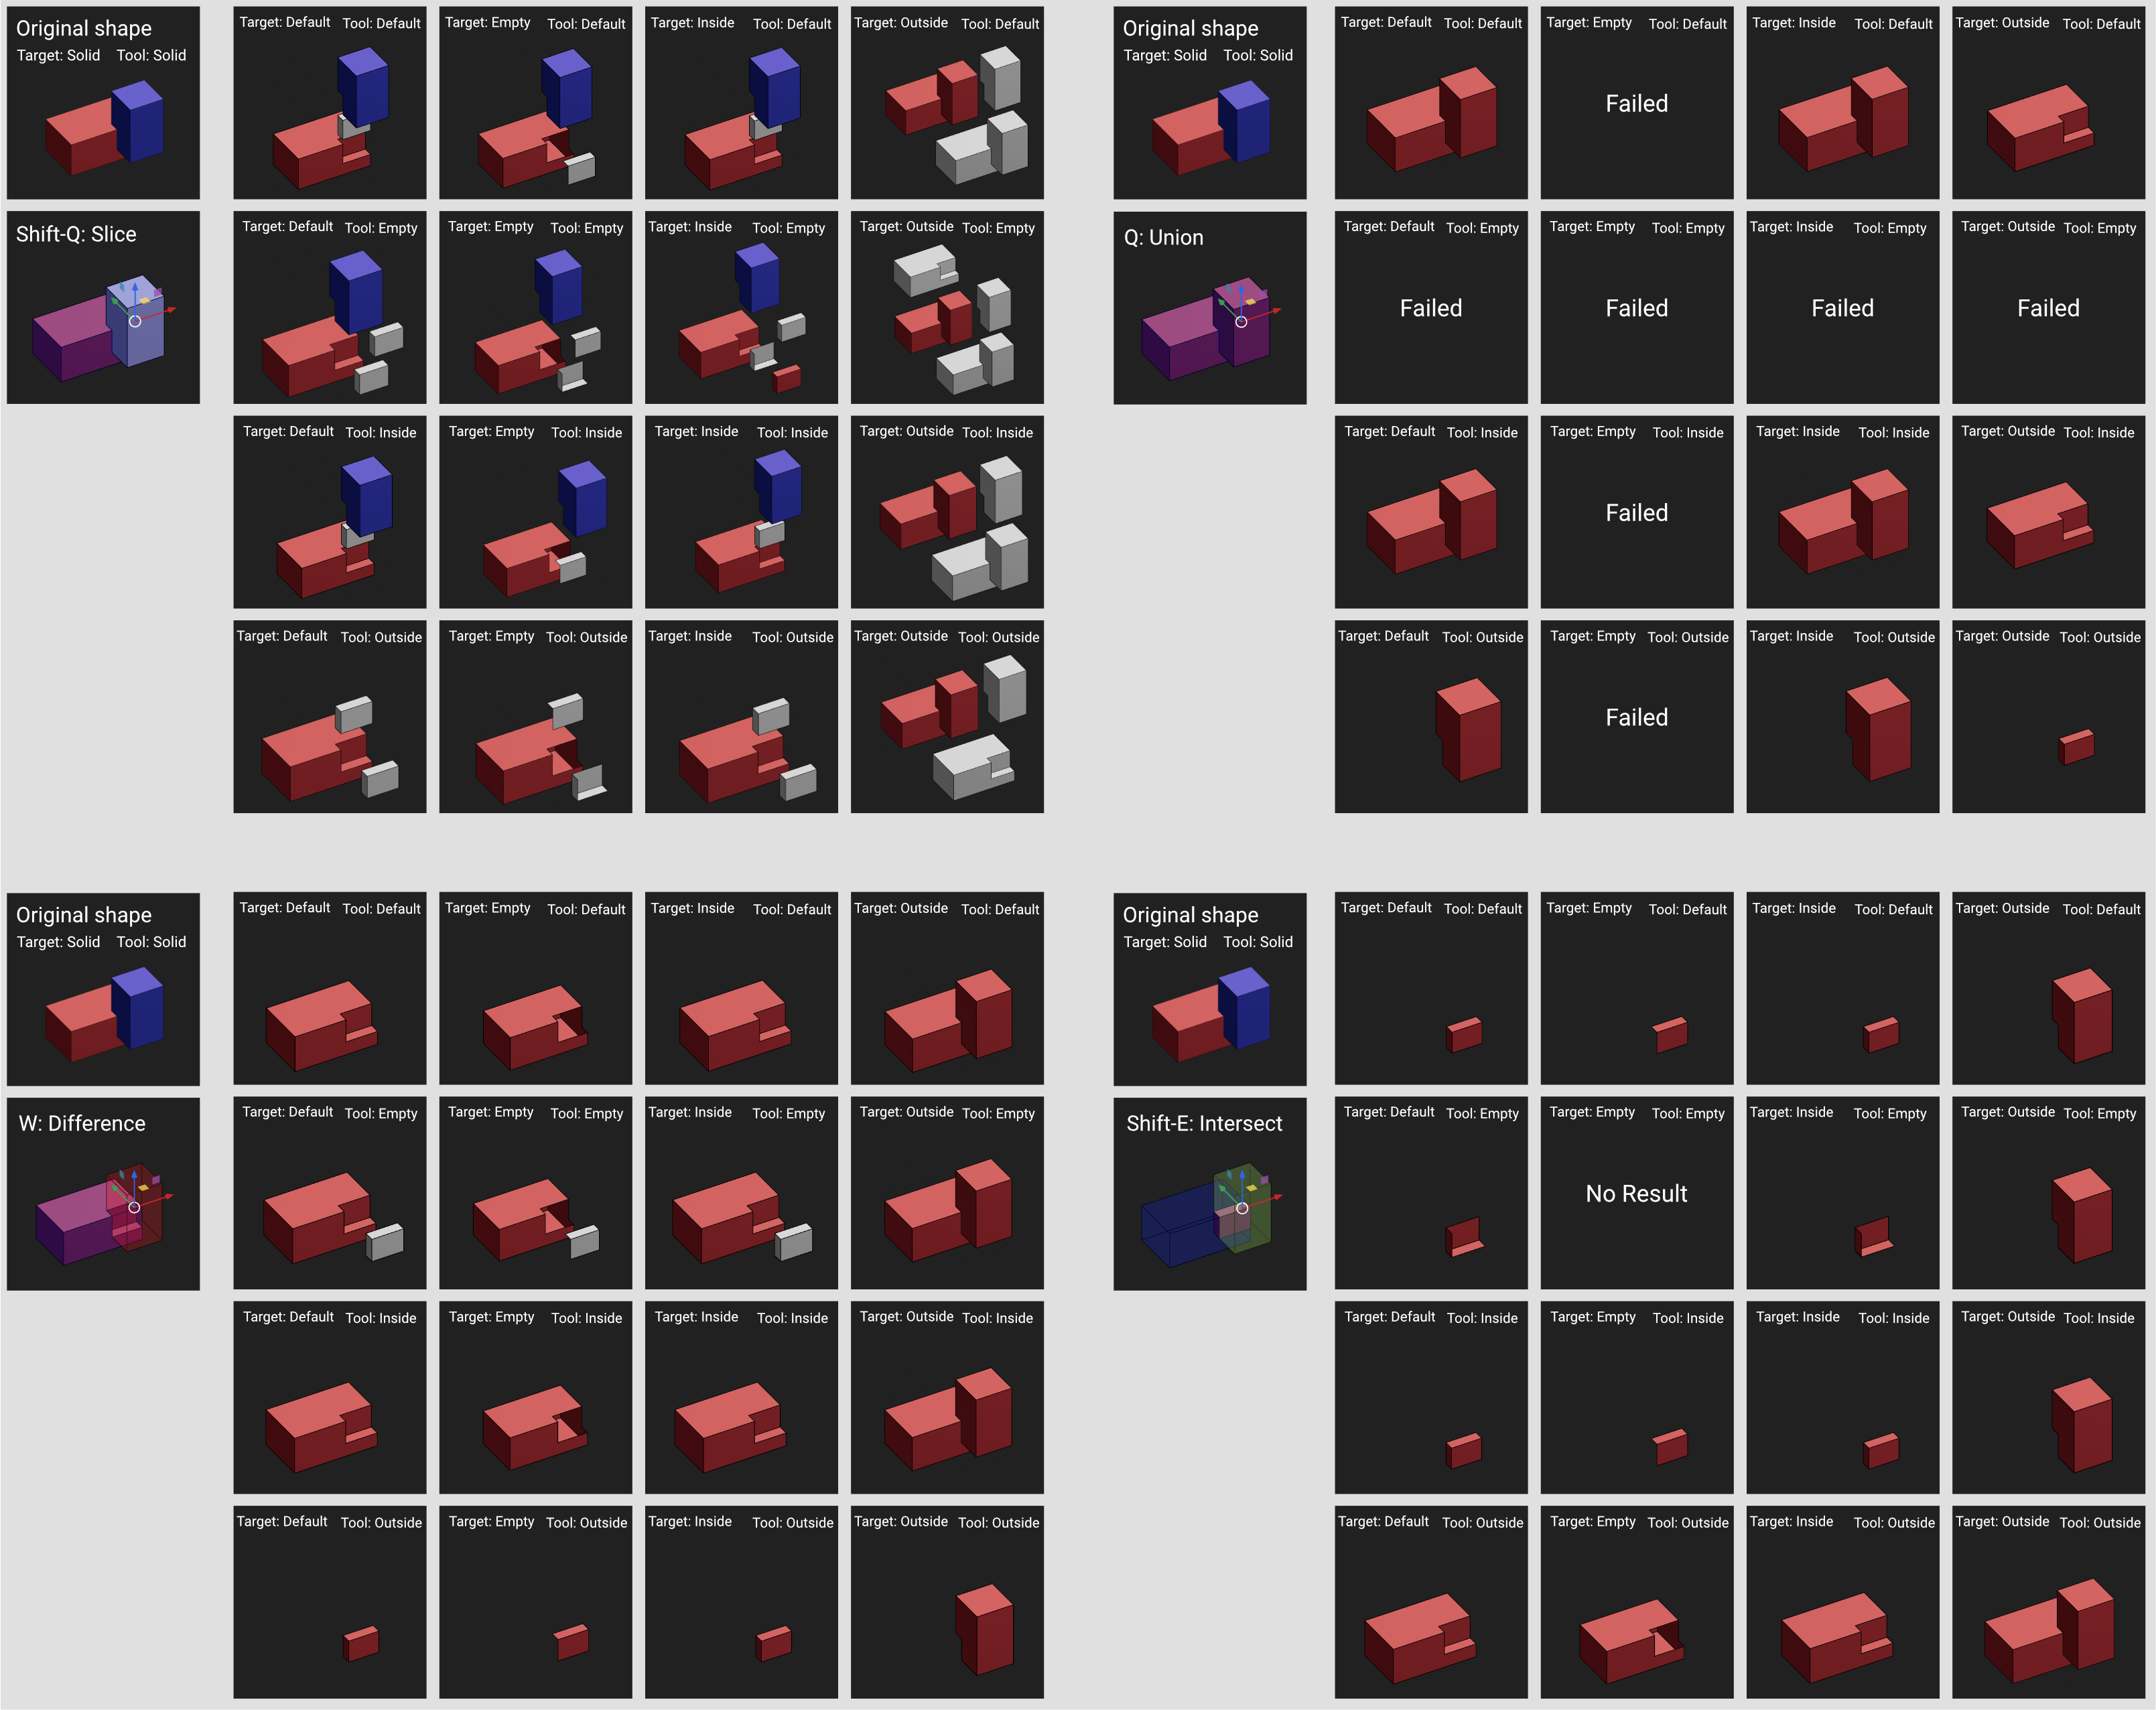 Original shape
Target: Solid Tool: Solid
Target: Default Tool: Default
Target: Empty Tool: Default
Target: Inside Tool: Default
Target: Outside Tool: Default
Shift-Q: Slice
Target: Default Tool: Empty
Target: Empty Tool: Empty
Target: Inside Tool: Empty
Target: Outside Tool: Empty
Target: Default Tool: Inside
Target: Empty Tool: Inside
Target: Inside Tool: Inside
Target: Outside Tool: Inside
Target: Default Tool: Outside
Target: Empty Tool: Outside
Target: Inside Tool: Outside
Target: Outside Tool: Outside
Original shape
Target: Solid Tool: Solid
Target: Default Tool: Default
Target: Empty Tool: Default
Failed
Target: Inside Tool: Default
Target: Outside Tool: Default
Q: Union
Target: Default Tool: Empty
Failed
Target: Empty Tool: Empty
Failed
Target: Inside Tool: Empty
Failed
Target: Outside Tool: Empty
Failed
Target: Default Tool: Inside
Target: Empty Tool: Inside
Failed
Target: Inside Tool: Inside
Target: Outside Tool: Inside
Target: Default Tool: Outside
Target: Empty Tool: Outside
Failed
Target: Inside Tool: Outside
Target: Outside Tool: Outside
Original shape
Target: Solid Tool: Solid
Target: Default Tool: Default
Target: Empty Tool: Default
Target: Inside Tool: Default
Target: Outside Tool: Default
W: Difference
Target: Default Tool: Empty
Target: Empty Tool: Empty
Target: Inside Tool: Empty
Target: Outside Tool: Empty
Target: Default Tool: Inside
Target: Empty Tool: Inside
Target: Inside Tool: Inside
Target: Outside Tool: Inside
Target: Default Tool: Outside
Target: Empty Tool: Outside
Target: Inside Tool: Outside
Target: Outside Tool: Outside
Original shape
Target: Solid Tool: Solid
Target: Default Tool: Default
Target: Empty Tool: Default
Target: Inside Tool: Default
Target: Outside Tool: Default
Shift-E: Intersect
Target: Default Tool: Empty
Target: Empty Tool: Empty
No Result
Target: Inside Tool: Empty
Target: Outside Tool: Empty
Target: Default Tool: Inside
Target: Empty Tool: Inside
Target: Inside Tool: Inside
Target: Outside Tool: Inside
Target: Default Tool: Outside
Target: Empty Tool: Outside
Target: Inside Tool: Outside
Target: Outside Tool: Outside